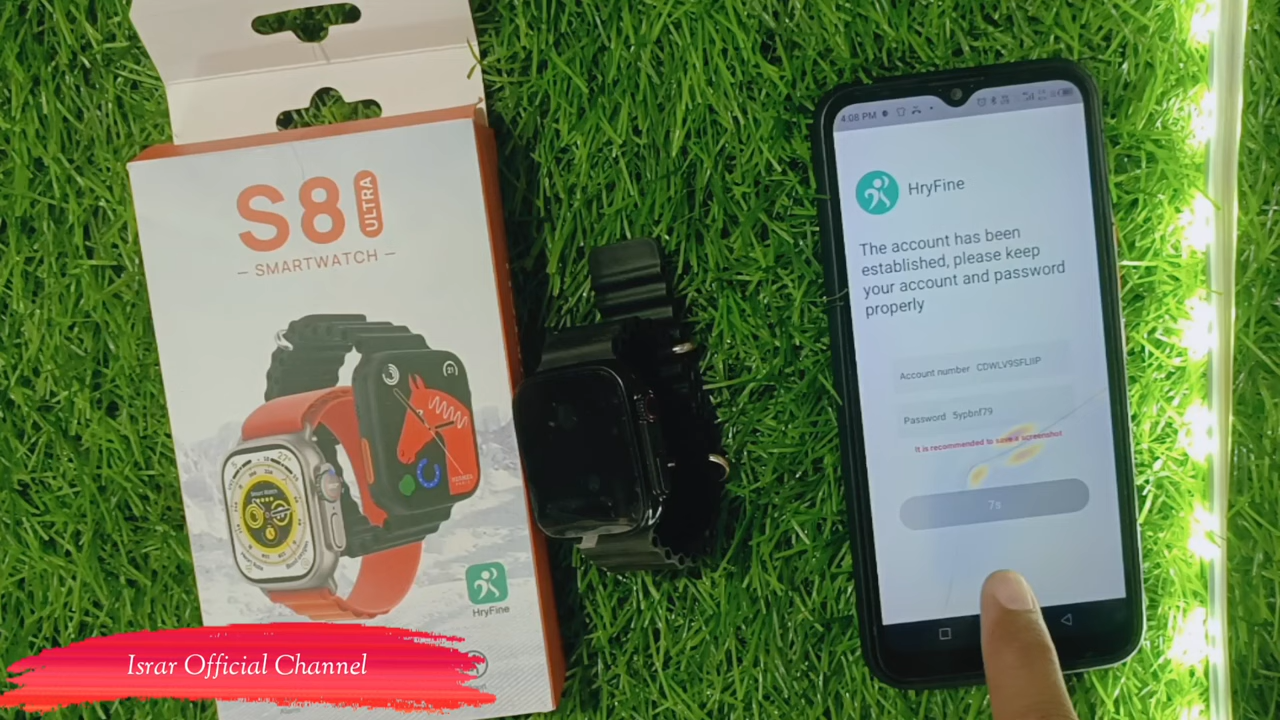 S8
ULTRA
— SMARTWATCH —
HryFine
Israr Official Channel
4:08 PM
HryFine
The account has been
established, please keep
your account and password
properly
Account number CDWLV9SFLIIP
Password 5ypbnf79
It is recommended to save a screenshot
7s